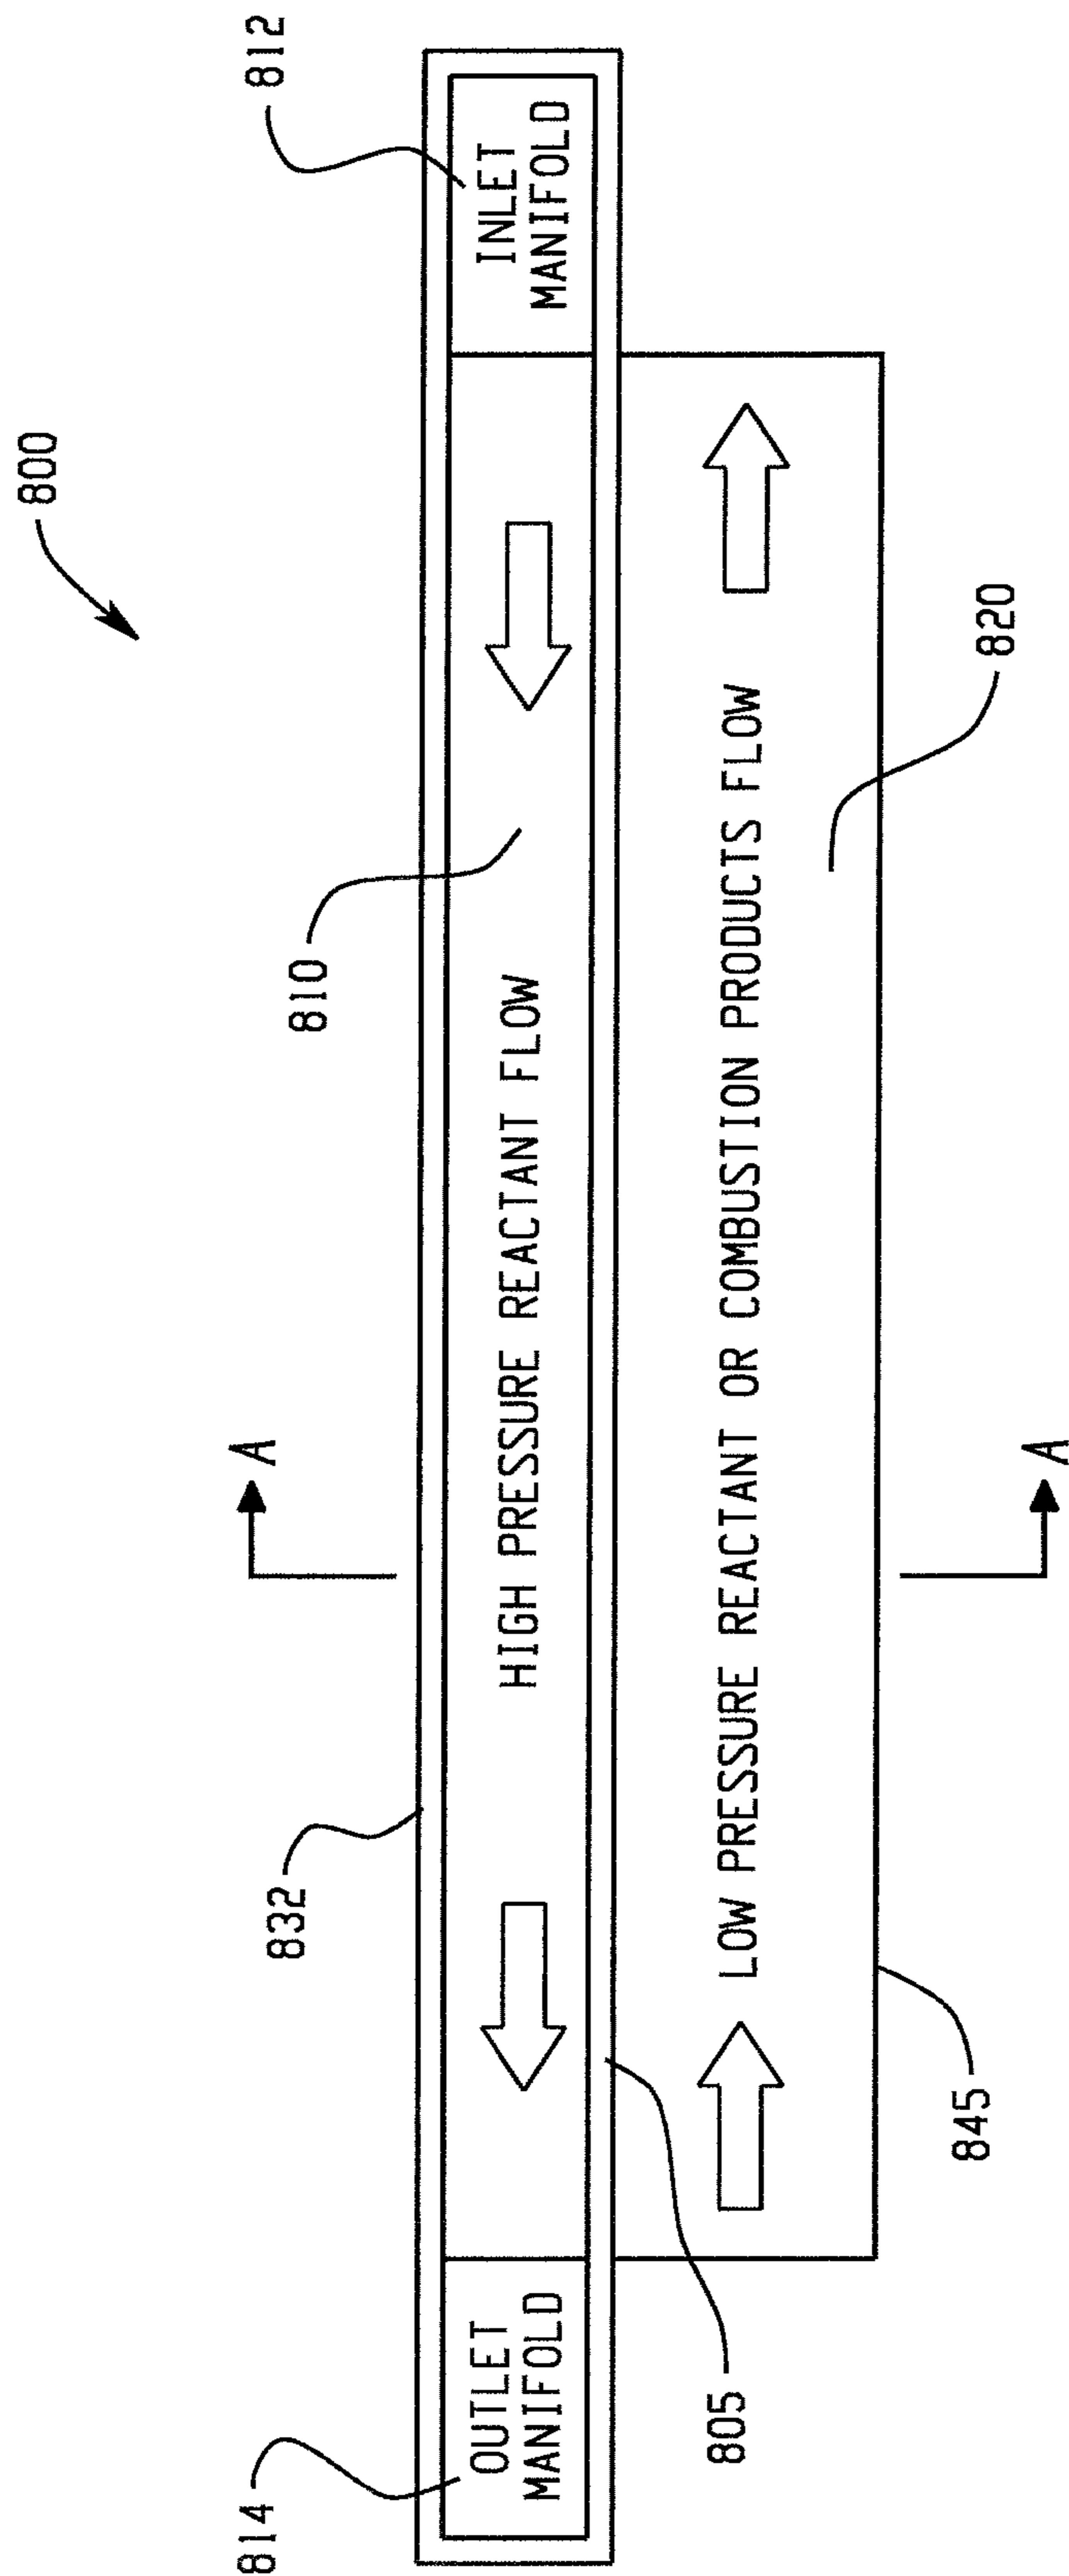 800
812
INLET
MANIFOLD
810
HIGH PRESSURE REACTANT FLOW
832
A
OUTLET
MANIFOLD
814
LOW PRESSURE REACTANT OR COMBUSTION PRODUCTS FLOW
820
805
845
A